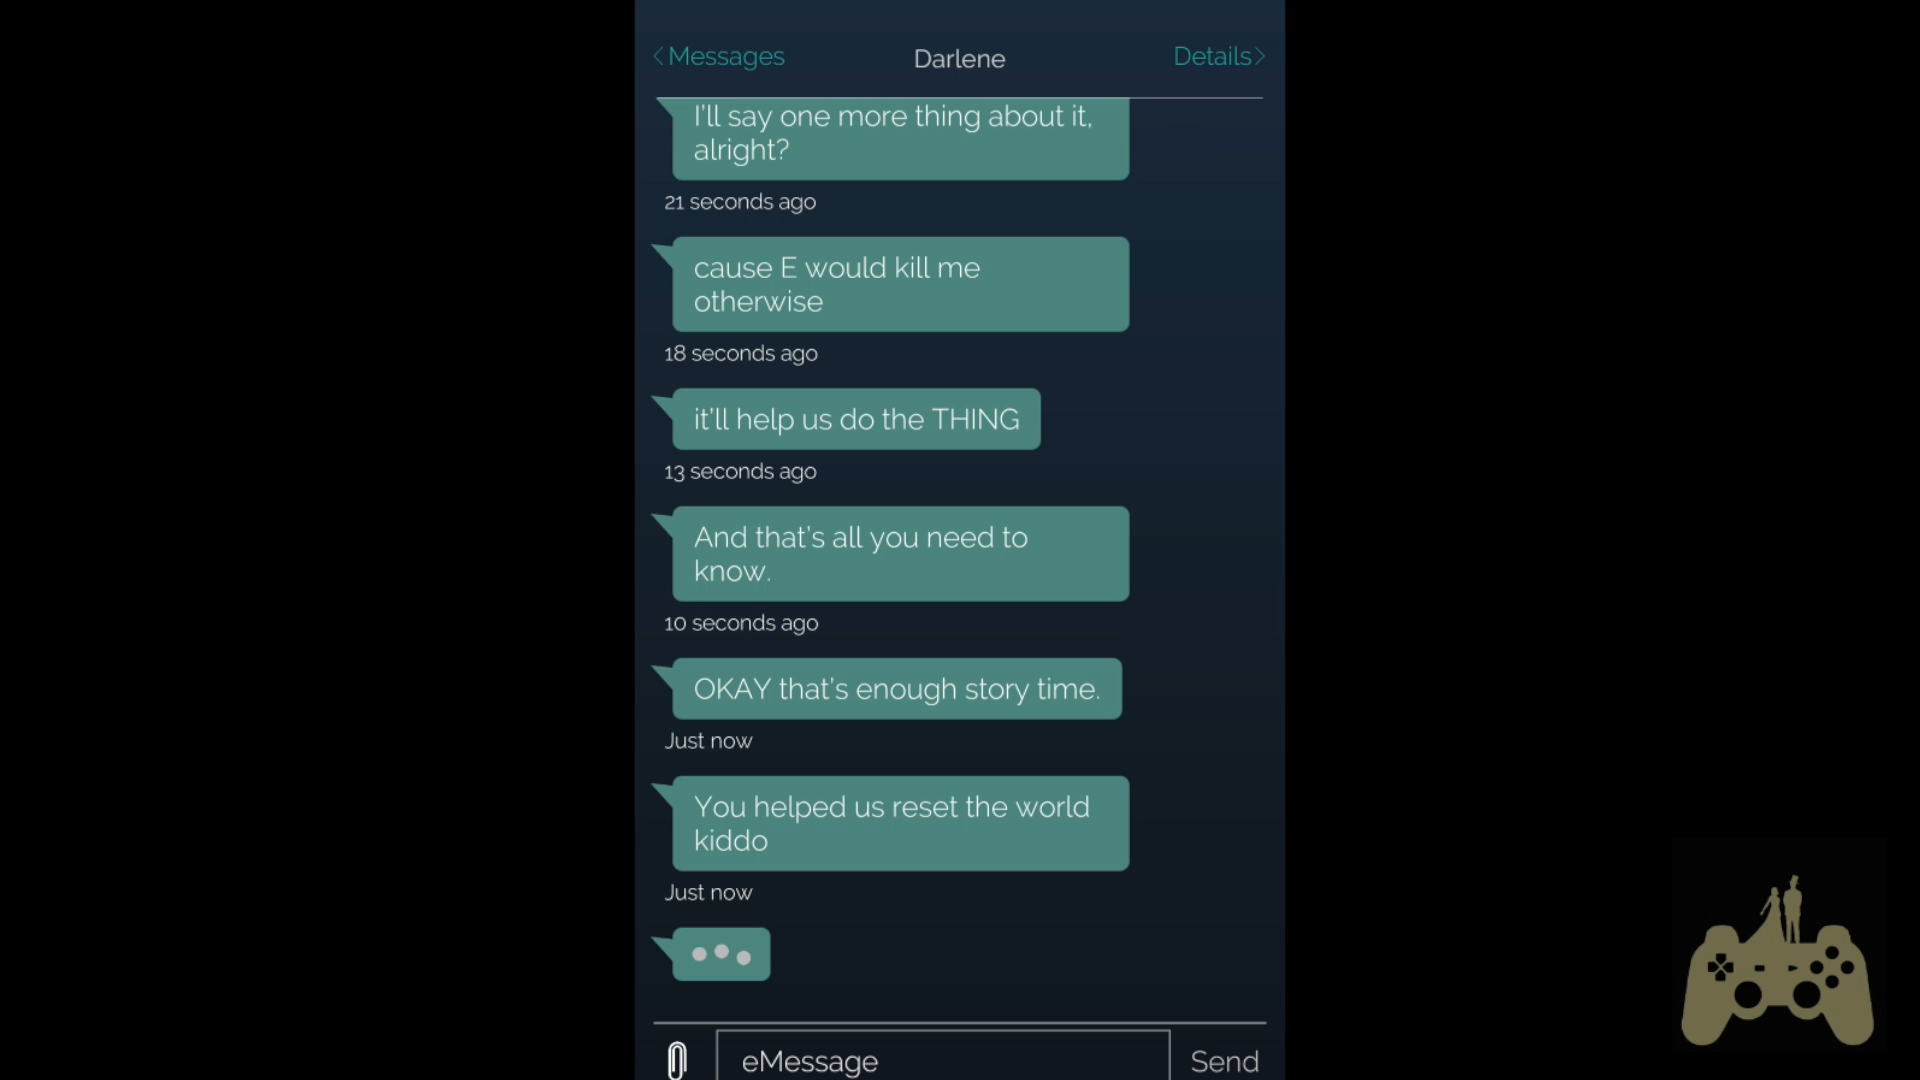 Messages
Darlene
Details
I'll say one more thing about it,
alright?
21 seconds ago
cause E would kill me
otherwise
18 seconds ago
it'll help us do the THING
13 seconds ago
And that's all you need to
know.
10 seconds ago
OKAY that's enough story time.
Just now
You helped us reset the world
kiddo
Just now
eMessage
Send